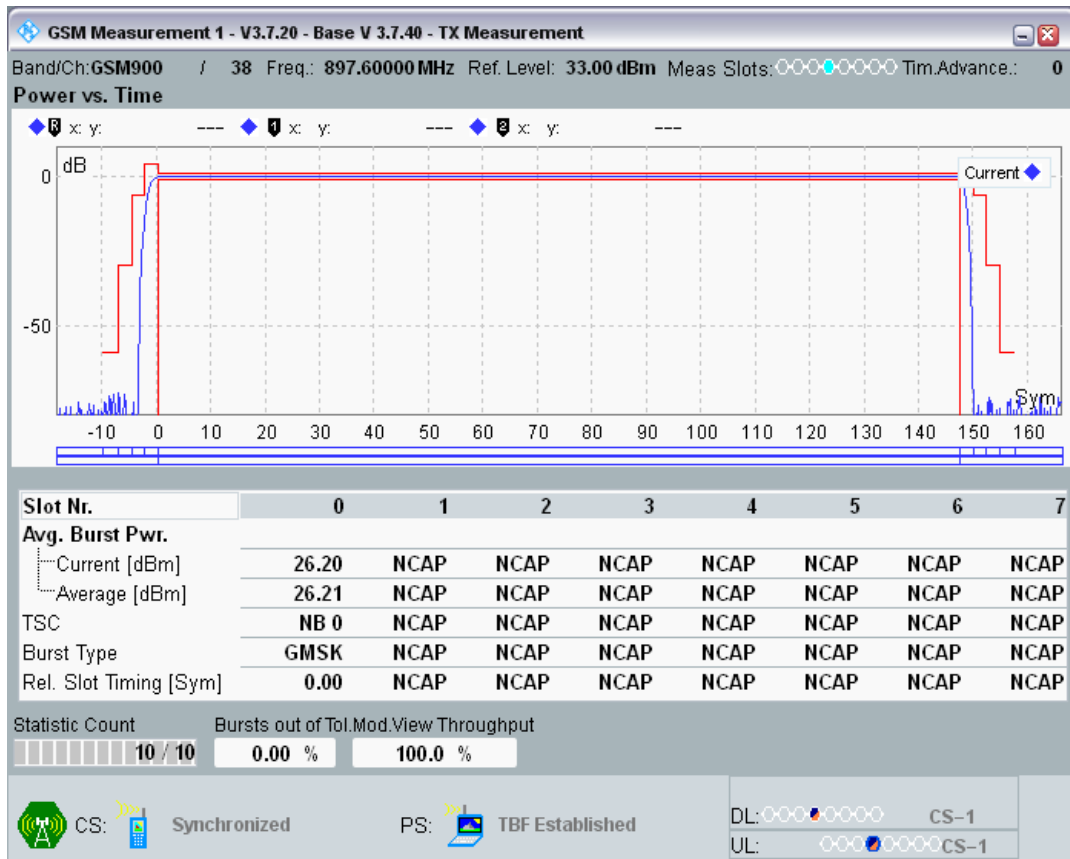 GSM Measurement 1 - V3.7.20 - Base V 3.7.40 - TX Measurement
Band/Ch:GSM900 / 38 Freq.: 897.60000 MHz Ref. Level: 33.00 dBm Meas Slots: Tim.Advance.: 0
Power vs. Time
R x: y: --- 1 x: y: --- 2 x: y: ---
dB
Current
0
-50
Sym
-10 0 10 20 30 40 50 60 70 80 90 100 110 120 130 140 150 160
Slot Nr. 0 1 2 3 4 5 6 7
Avg. Burst Pwr.
Current [dBm] 26.20 NCAP NCAP NCAP NCAP NCAP NCAP NCAP
Average [dBm] 26.21 NCAP NCAP NCAP NCAP NCAP NCAP NCAP
TSC NB 0 NCAP NCAP NCAP NCAP NCAP NCAP NCAP
Burst Type GMSK NCAP NCAP NCAP NCAP NCAP NCAP NCAP
Rel. Slot Timing [Sym] 0.00 NCAP NCAP NCAP NCAP NCAP NCAP NCAP
Statistic Count Bursts out of Tol.Mod.View Throughput
10 / 10 0.00 % 100.0 %
CS: Synchronized PS: TBF Established DL: CS-1
UL: CS-1